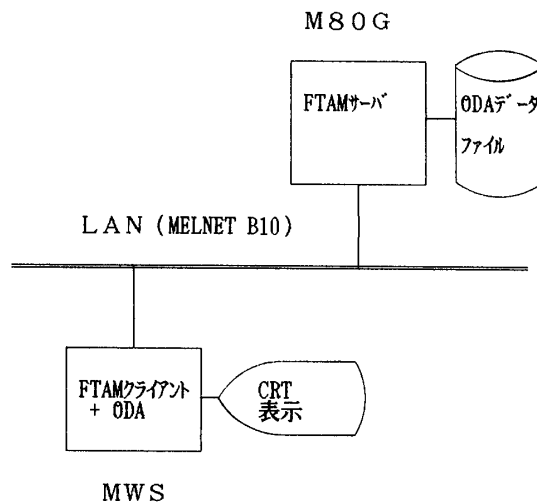 M80G
FTAMサーバ
ODAデータ
ファイル
LAN (MELNET B10)
FTAMクライアント
+ ODA
CRT
表示
MWS